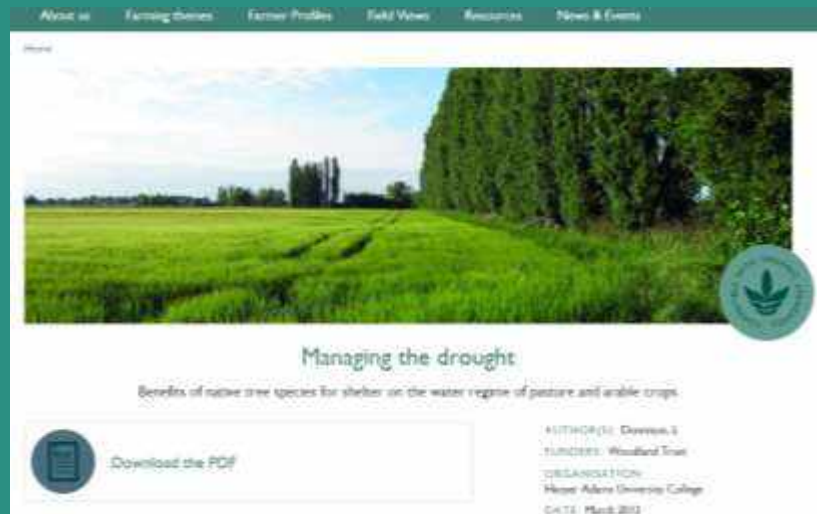 About us Farming themes Farmer Profiles Field Views Resources News & Events
Home
Managing the drought
Benefits of native tree species for shelter on the water regime of pasture and arable crops
Download the PDF
AUTHOR(S):
FUNDERS: Woodland Trust
ORGANISATION:
Harper Adams University College
DATE: March